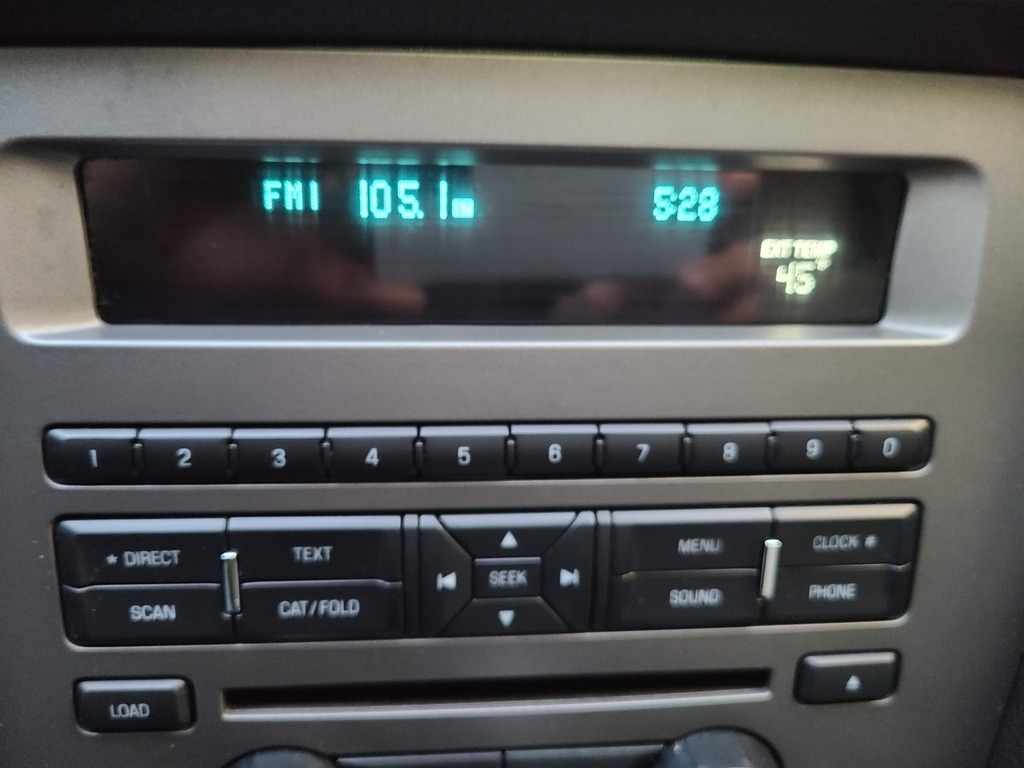 FM1 105.1 5:28
EXT TEMP
45°
1 2 3 4 5 6 7 8 9 0
* DIRECT TEXT MENU CLOCK #
SEEK
SCAN CAT/FOLD SOUND PHONE
LOAD